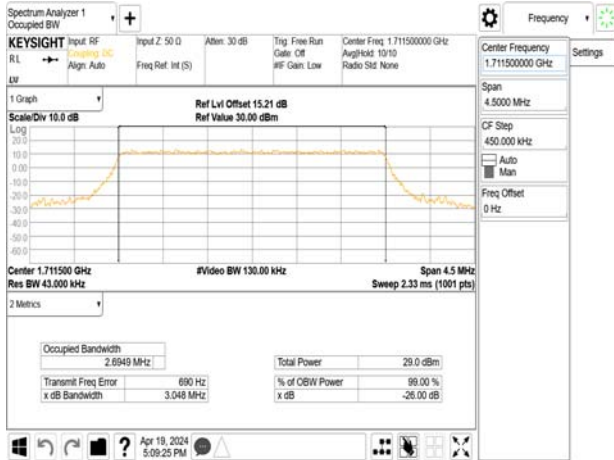 Spectrum Analyzer 1
Occupied BW
KEYSIGHT
RL
Input: RF
Coupling: DC
Align: Auto
Input Z: 50 Ω
Freq Ref: Int (S)
Atten: 30 dB
Trig: Free Run
Gate: Off
#IF Gain: Low
Center Freq: 1.711500000 GHz
Avg|Hold: 10/10
Radio Std: None
1 Graph
Scale/Div 10.0 dB
Ref Lvl Offset 15.21 dB
Ref Value 30.00 dBm
Log
20.0
10.0
0.00
-10.0
-20.0
-30.0
-40.0
-50.0
-60.0
Center 1.711500 GHz
Res BW 43.000 kHz
#Video BW 130.00 kHz
Span 4.5 MHz
Sweep 2.33 ms (1001 pts)
2 Metrics
Occupied Bandwidth
2.6949 MHz
Transmit Freq Error 690 Hz
x dB Bandwidth 3.048 MHz
Total Power 29.0 dBm
% of OBW Power 99.00 %
x dB -26.00 dB
Apr 19, 2024
5:09:25 PM
Frequency
Settings
Center Frequency
1.711500000 GHz
Span
4.5000 MHz
CF Step
450.000 kHz
Auto
Man
Freq Offset
0 Hz